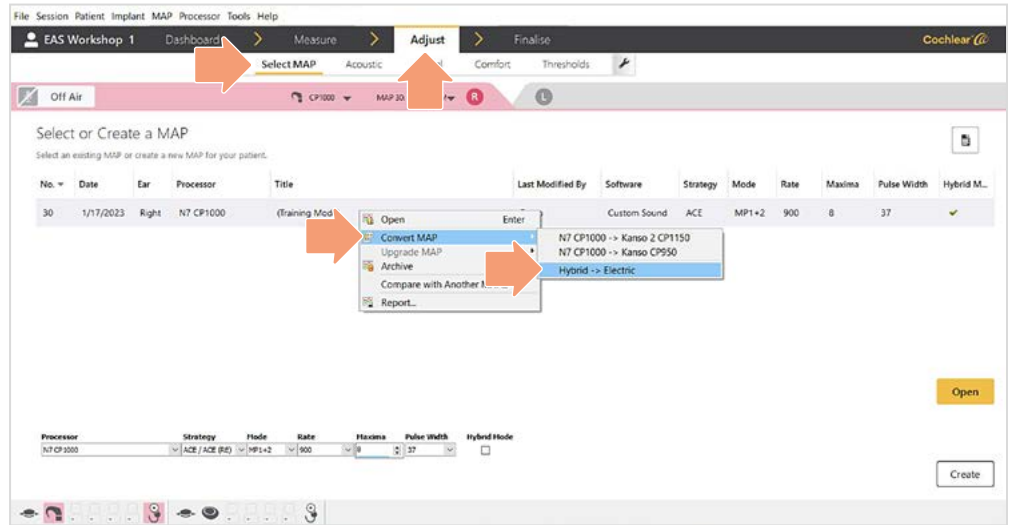 File Session Patient Implant MAP Processor Tools Help
EAS Workshop 1 Dashboard Measure Adjust Finalise Cochlear
Select MAP Acoustic Comfort Thresholds
Off Air CP1000 MAP 30 R L
Select or Create a MAP
Select an existing MAP or create a new MAP for your patient.
No. Date Ear Processor Title Last Modified By Software Strategy Mode Rate Maxima Pulse Width Hybrid M...
30 1/17/2023 Right N7 CP1000 (Training Mod Custom Sound ACE MP1+2 900 8 37 ✔
Open Enter
Convert MAP
Upgrade MAP
Archive
Compare with Another
Report...
N7 CP1000 -> Kanso 2 CP1150
N7 CP1000 -> Kanso CP950
Hybrid -> Electric
Open
Processor Strategy Mode Rate Maxima Pulse Width Hybrid Mode
N7 CP1000 ACE / ACE (RE) MP1+2 900 8 37
Create